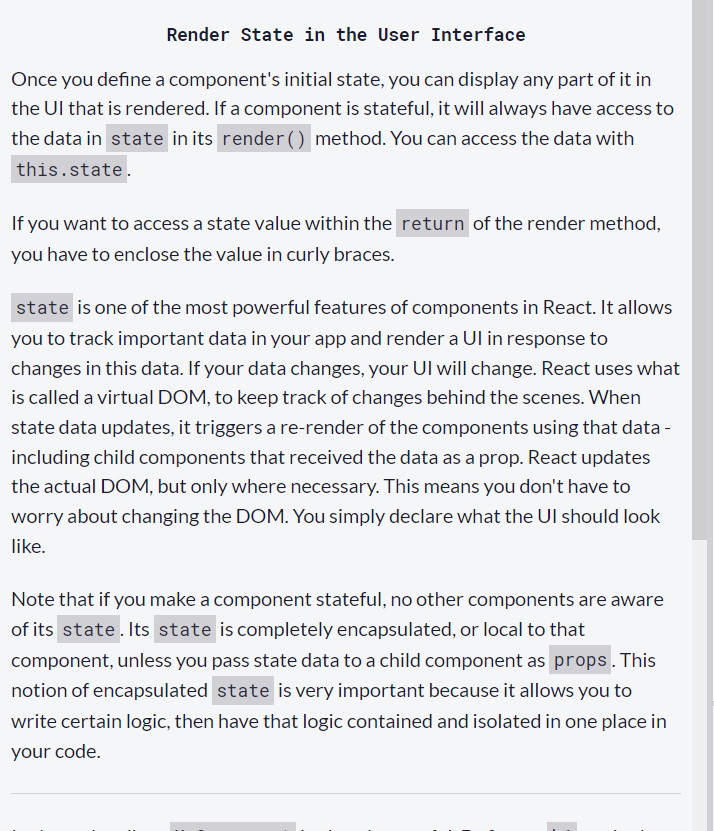 Render State in the User Interface
Once you define a component's initial state, you can display any part of it in
the UI that is rendered. If a component is stateful, it will always have access to
the data in state in its render() method. You can access the data with
this.state.
If you want to access a state value within the return of the render method,
you have to enclose the value in curly braces.
state is one of the most powerful features of components in React. It allows
you to track important data in your app and render a UI in response to
changes in this data. If your data changes, your UI will change. React uses what
is called a virtual DOM, to keep track of changes behind the scenes. When
state data updates, it triggers a re-render of the components using that data -
including child components that received the data as a prop. React updates
the actual DOM, but only where necessary. This means you don't have to
worry about changing the DOM. You simply declare what the UI should look
like.
Note that if you make a component stateful, no other components are aware
of its state. Its state is completely encapsulated, or local to that
component, unless you pass state data to a child component as props. This
notion of encapsulated state is very important because it allows you to
write certain logic, then have that logic contained and isolated in one place in
your code.